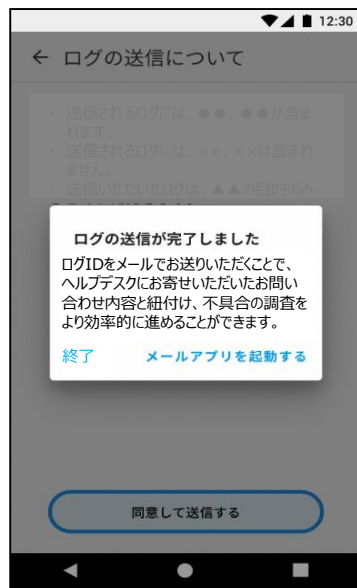 12:30
← ログの送信について
・ 送信されるログには、●●、●●が含ま
れます。
・ 送信されるログには、××、××は含まれ
ません。
・ 送信いただいたログは、▲▲の目的のみ
ログの送信が完了しました
ログIDをメールでお送りいただくことで、
ヘルプデスクにお寄せいただいたお問い
合わせ内容と紐付け、不具合の調査を
より効率的に進めることができます。
終了 メールアプリを起動する
同意して送信する